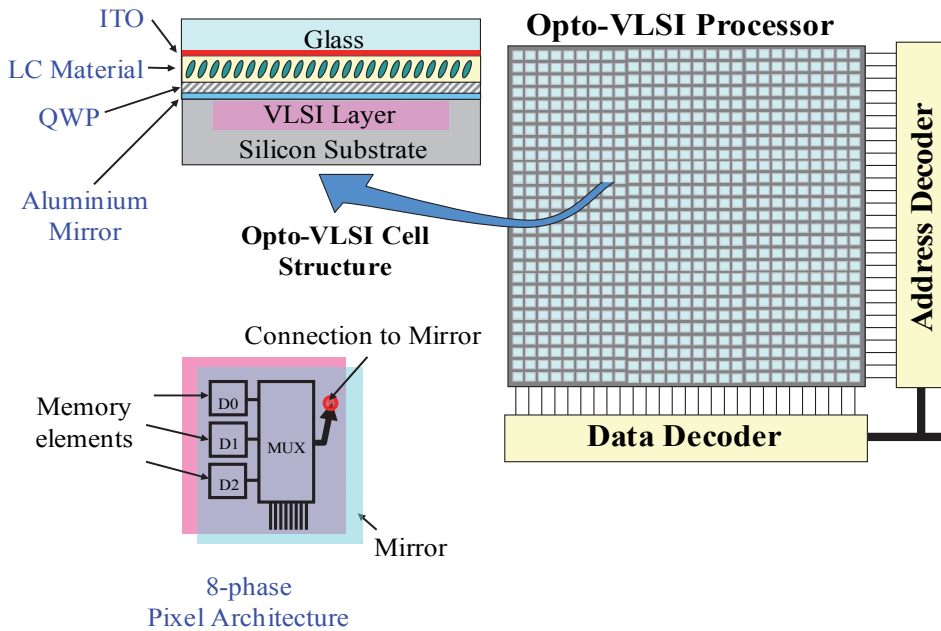 ITO
Glass
LC Material
QWP
VLSI Layer
Silicon Substrate
Aluminium
Mirror
Opto-VLSI Cell
Structure
Opto-VLSI Processor
Address Decoder
Data Decoder
Connection to Mirror
Memory
elements
D0
D1
D2
MUX
Mirror
8-phase
Pixel Architecture